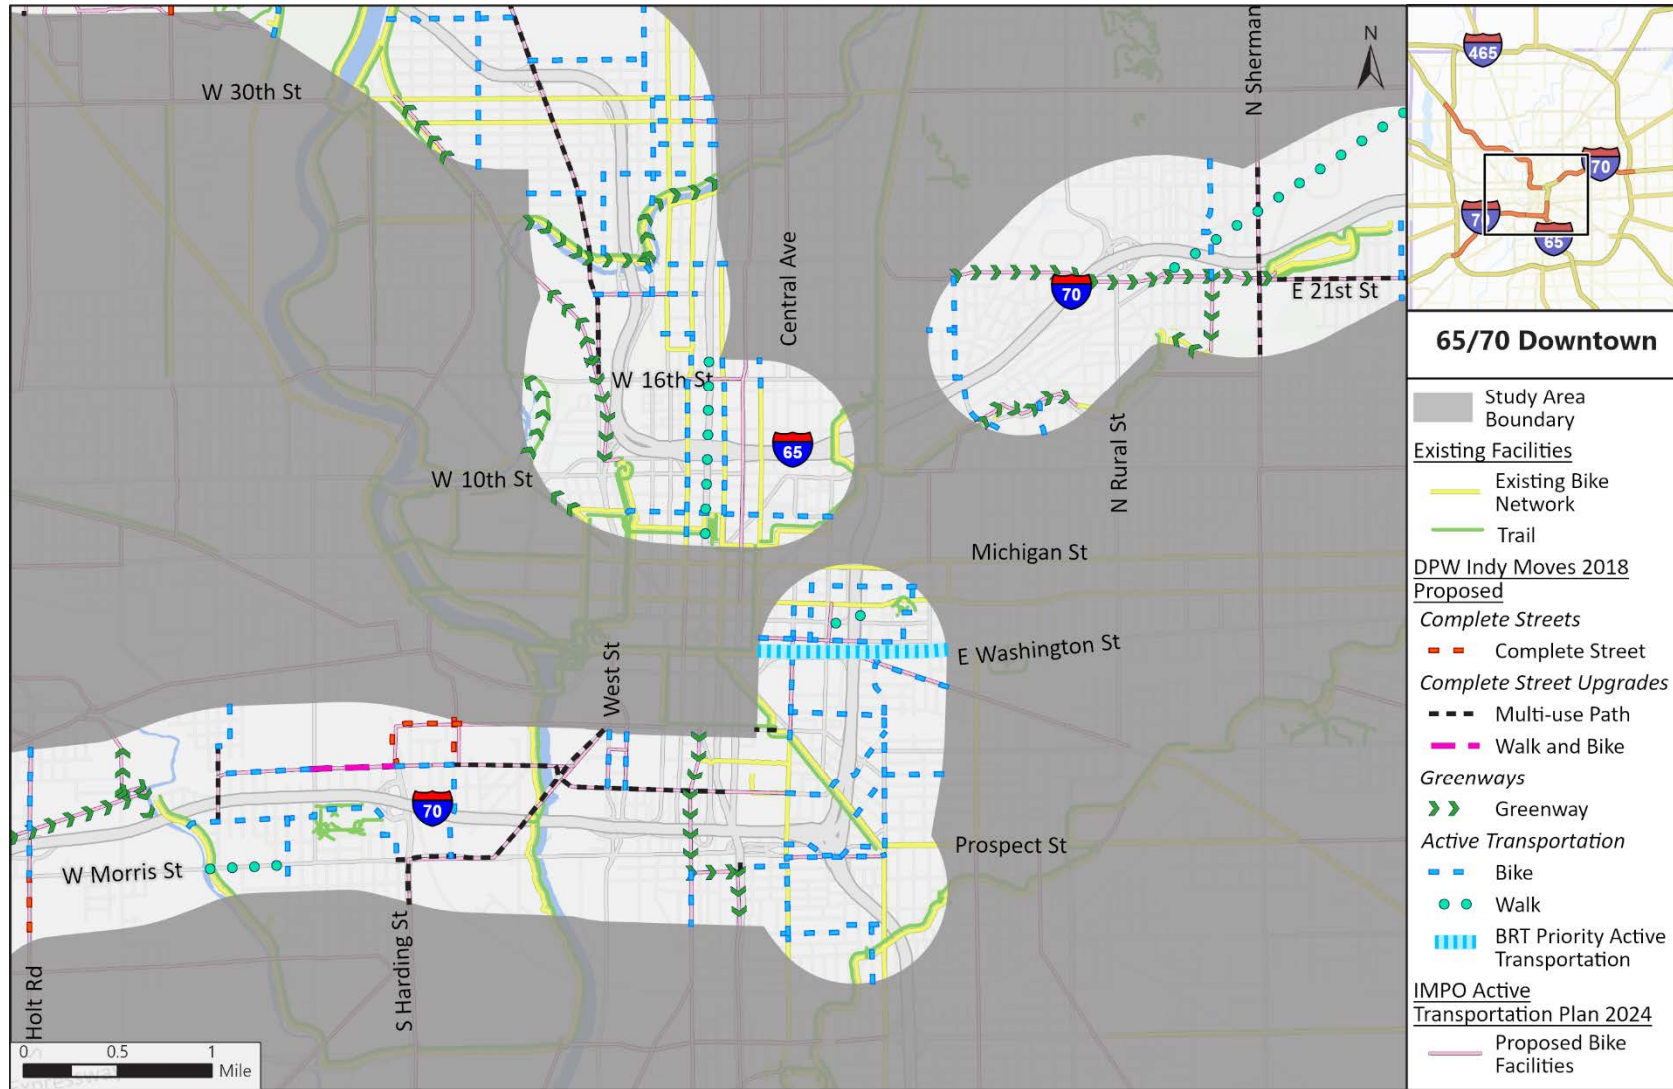 W 30th St
N Sherman
N
Central Ave
70
E 21st St
W 16th St
65
W 10th St
N Rural St
Michigan St
E Washington St
West St
70
Prospect St
W Morris St
S Harding St
S Holt Rd
0 0.5 1
Mile
Expressway
465
70
70
65
65/70 Downtown
Study Area
Boundary
Existing Facilities
Existing Bike
Network
Trail
DPW Indy Moves 2018
Proposed
Complete Streets
Complete Street
Complete Street Upgrades
Multi-use Path
Walk and Bike
Greenways
Greenway
Active Transportation
Bike
Walk
BRT Priority Active
Transportation
IMPO Active
Transportation Plan 2024
Proposed Bike
Facilities